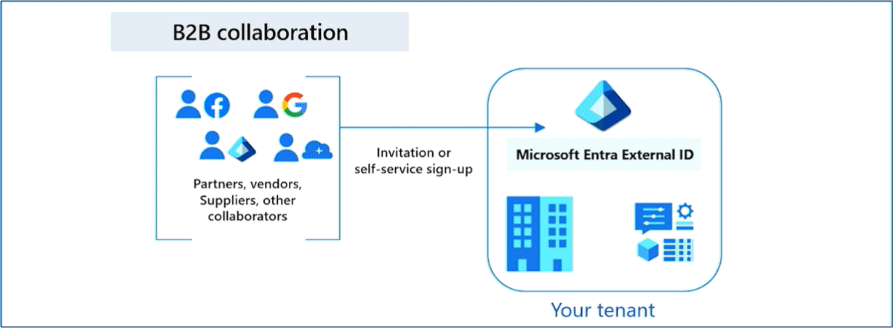 B2B collaboration
Partners, vendors,
Suppliers, other
collaborators
Invitation or
self-service sign-up
Microsoft Entra External ID
Your tenant